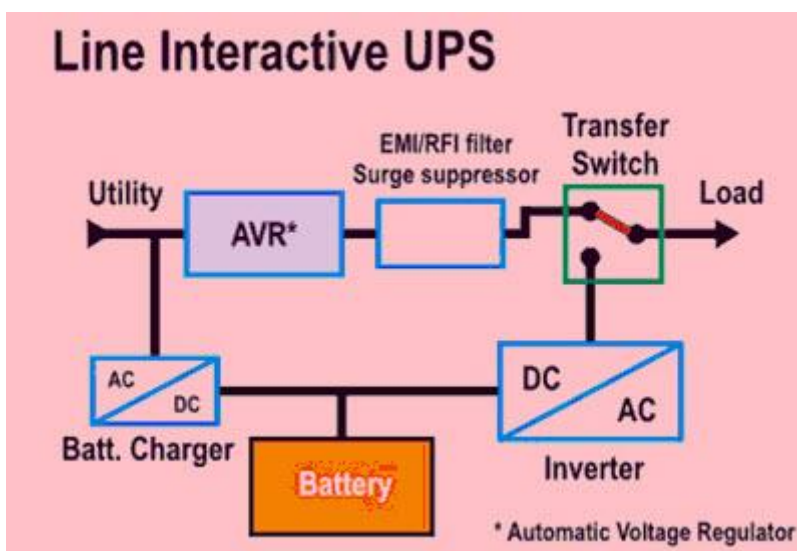 Line Interactive UPS
Utility
AVR*
EMI/RFI filter
Surge suppressor
Transfer
Switch
Load
AC
DC
Batt. Charger
Battery
DC
AC
Inverter
* Automatic Voltage Regulator